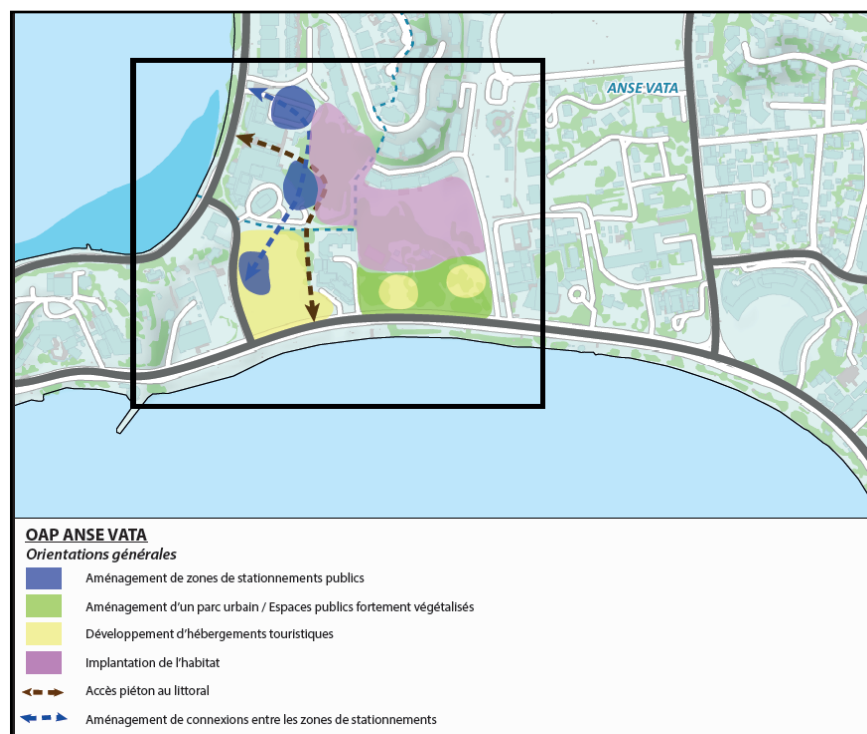 ANSE VATA
OAP ANSE VATA
Orientations générales
Aménagement de zones de stationnements publics
Aménagement d'un parc urbain / Espaces publics fortement végétalisés
Développement d'hébergements touristiques
Implantation de l'habitat
Accès piéton au littoral
Aménagement de connexions entre les zones de stationnements